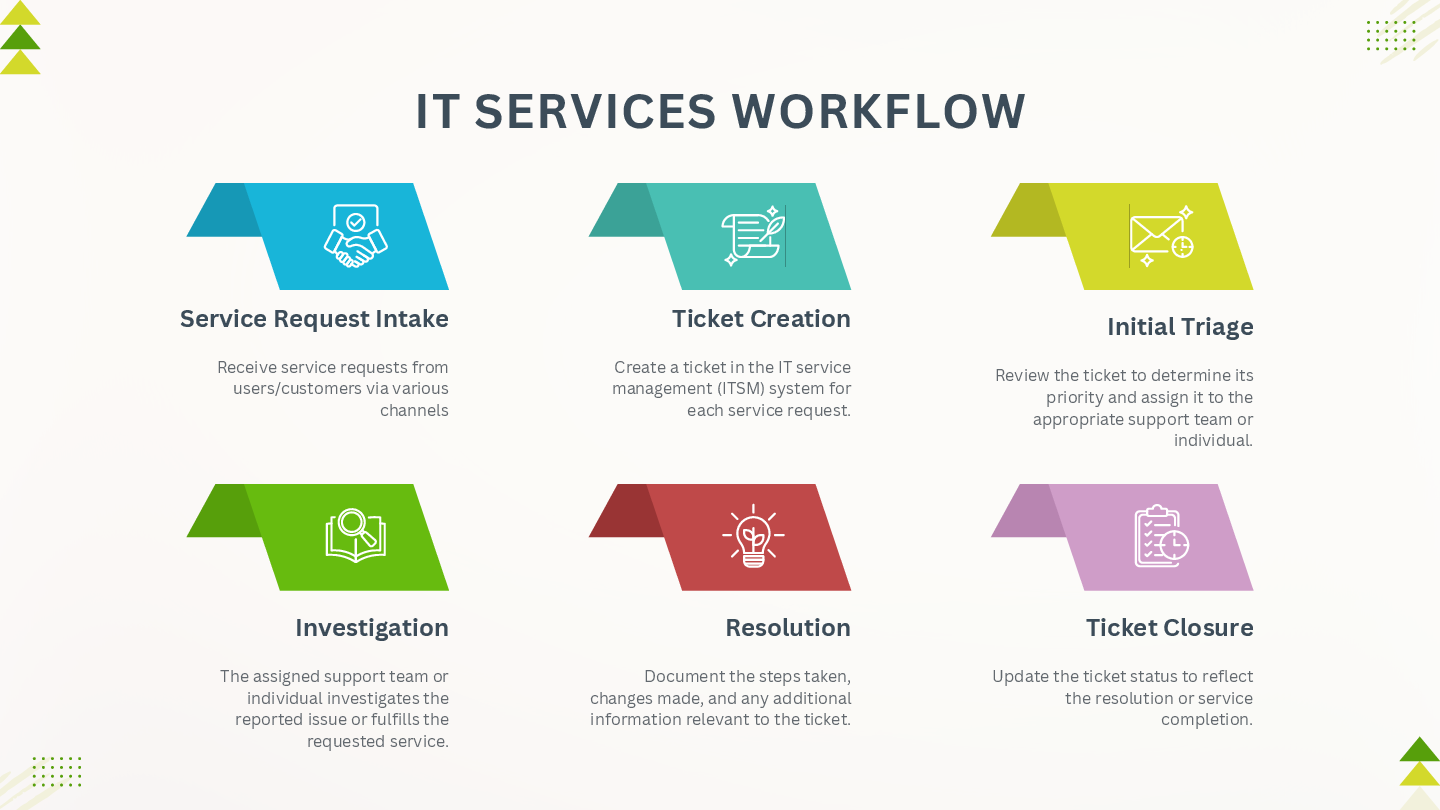 IT SERVICES WORKFLOW
Service Request Intake
Receive service requests from
users/customers via various
channels
Ticket Creation
Create a ticket in the IT service
management (ITSM) system for
each service request.
Initial Triage
Review the ticket to determine its
priority and assign it to the
appropriate support team or
individual.
Investigation
The assigned support team or
individual investigates the
reported issue or fulfills the
requested service.
Resolution
Document the steps taken,
changes made, and any additional
information relevant to the ticket.
Ticket Closure
Update the ticket status to reflect
the resolution or service
completion.